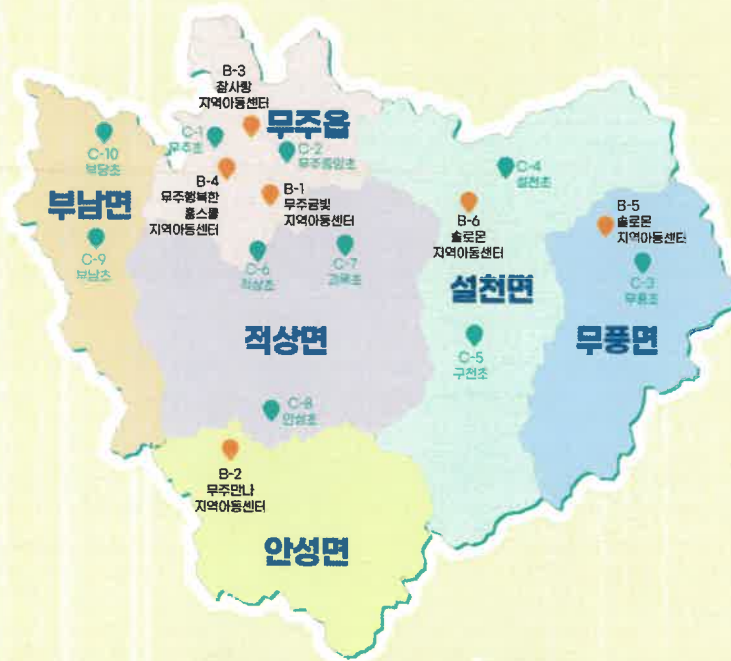 B-3
참사랑
지역아동센터
무주읍
C-1
무주초
C-2
무주중앙초
C-10
부당초
C-4
설천초
B-4
무주행복한
홈스쿨
지역아동센터
B-1
무주금빛
지역아동센터
부남면
B-6
솔로몬
지역아동센터
B-5
솔로몬
지역아동센터
C-9
부남초
C-6
적상초
C-7
괴목초
C-3
무풍초
설천면
적상면
무풍면
C-5
구천초
C-8
안성초
B-2
무주만나
지역아동센터
안성면